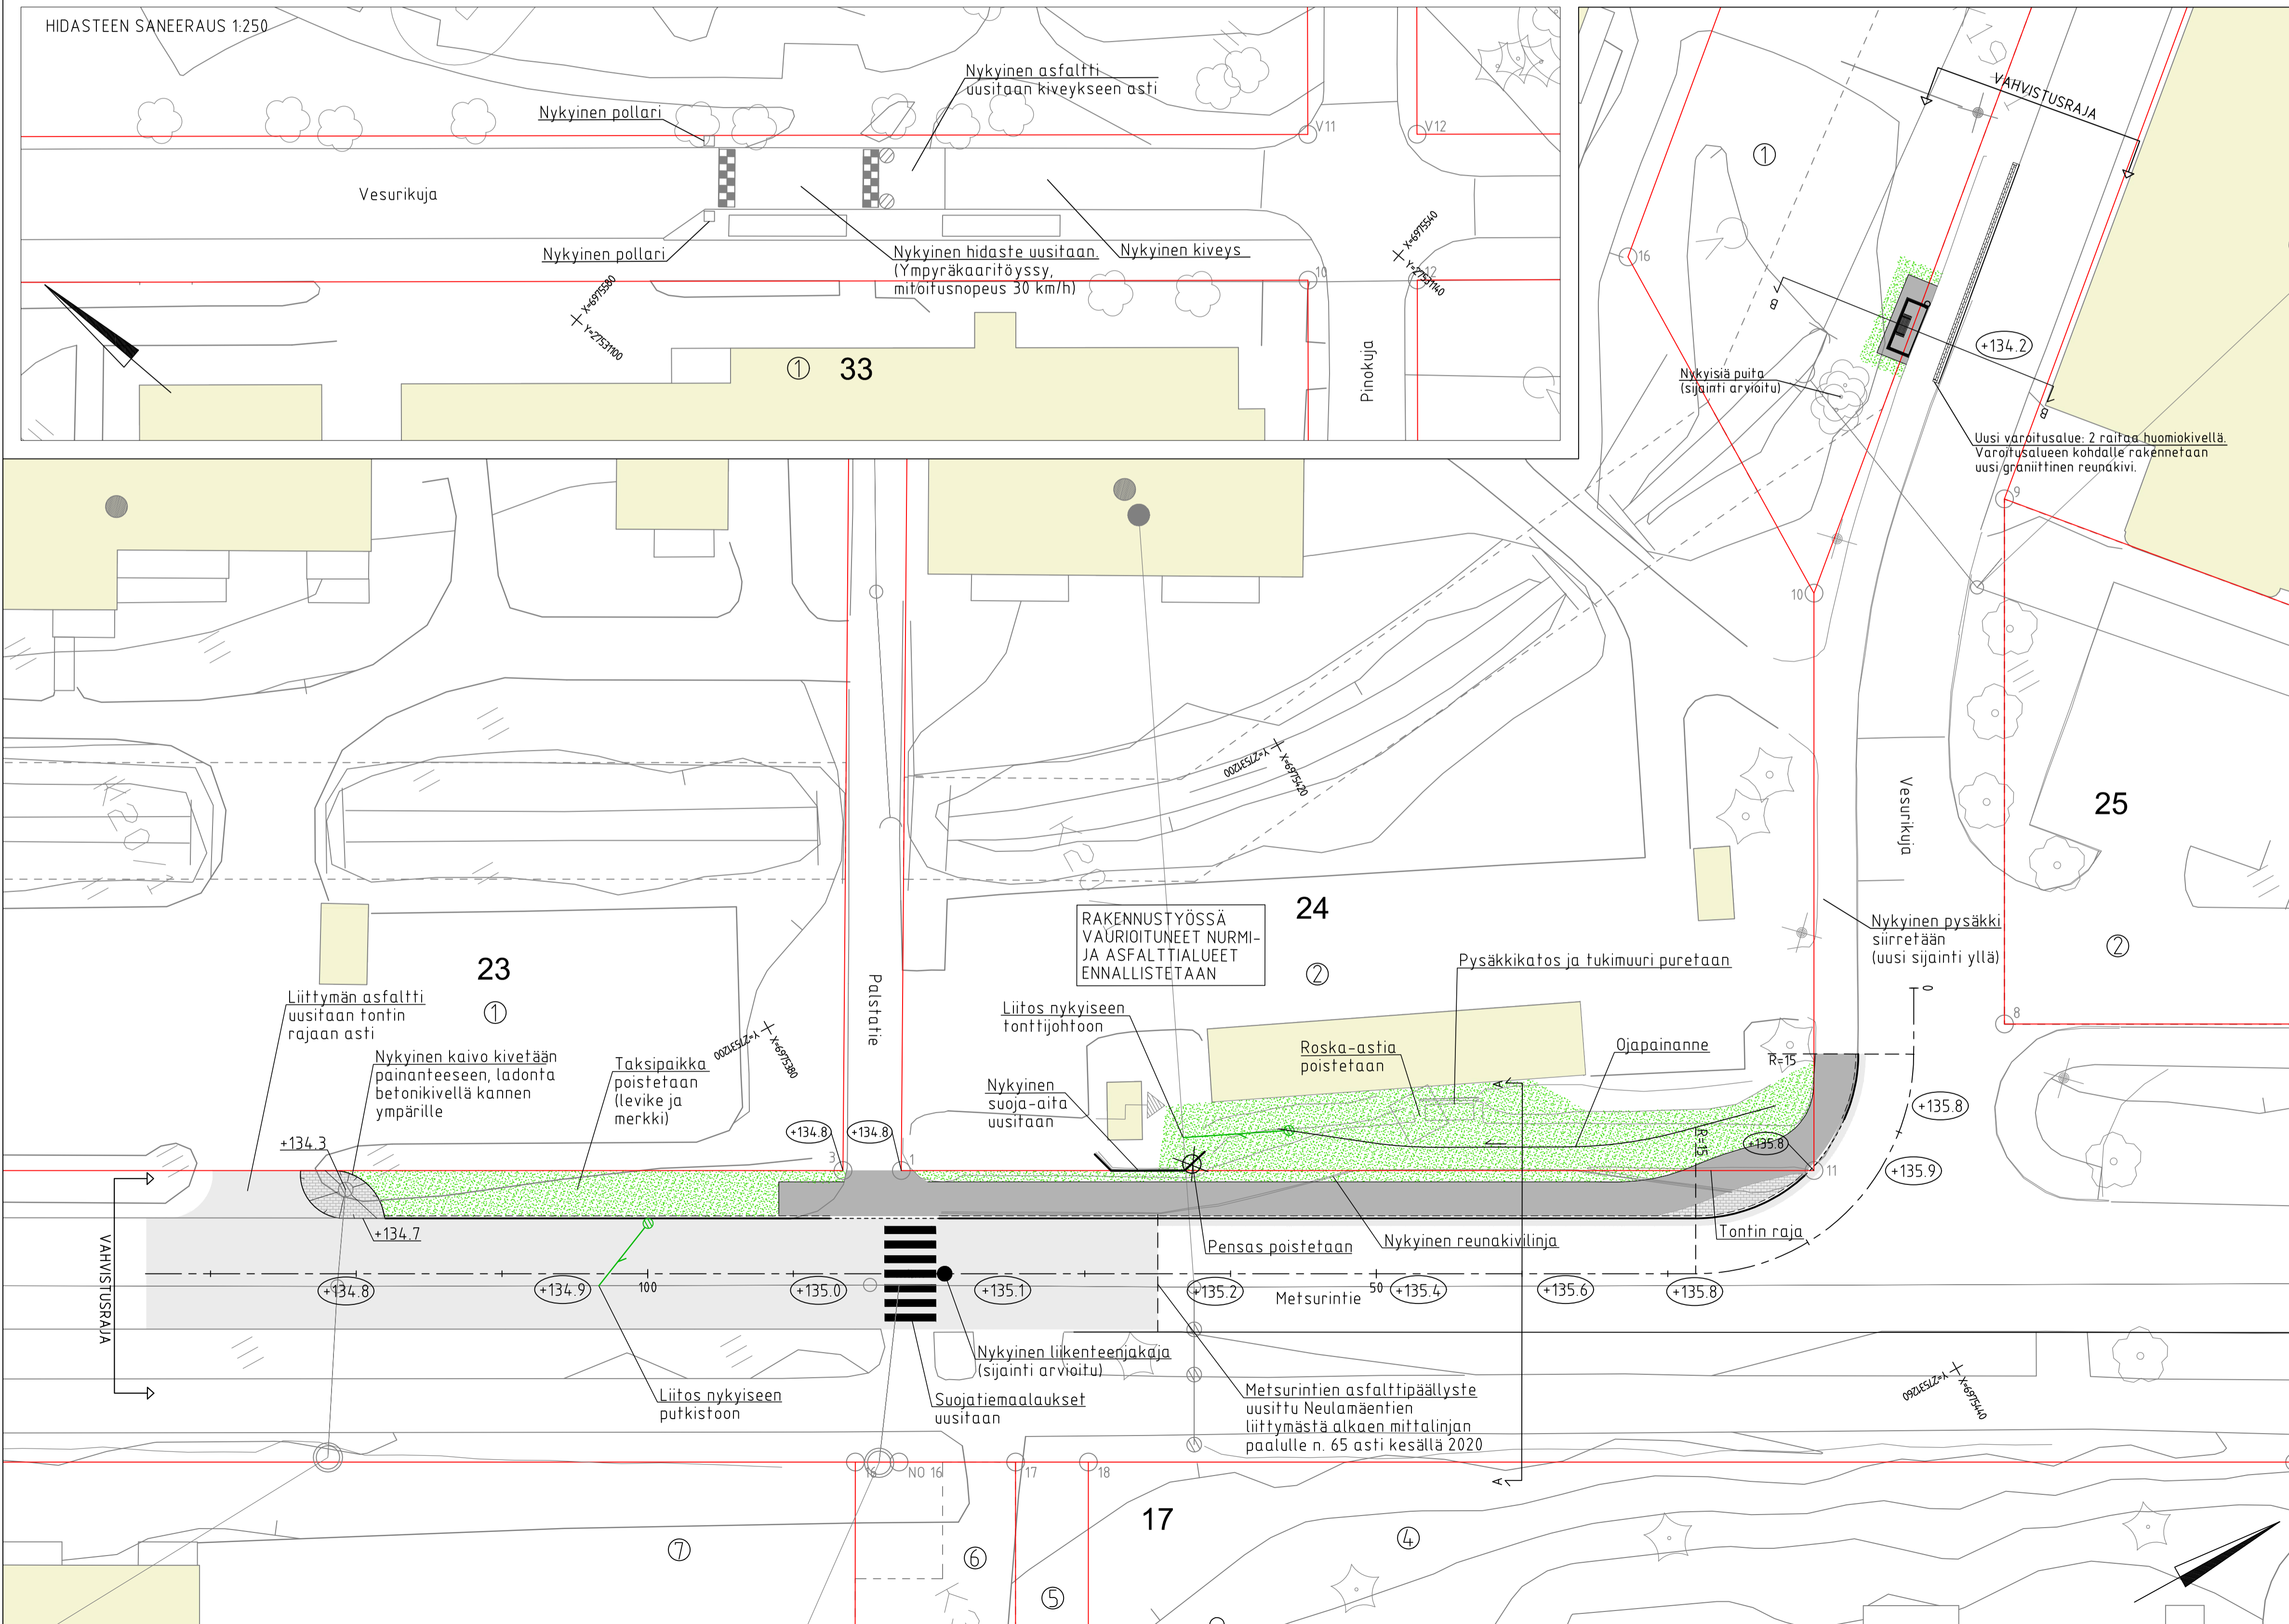 HIDASTEEN SANEERAUS 1:250
Nykyinen asfaltti
uusitaan kiveykseen asti
Nykyinen pollari
V11
V12
Vesurikuja
Nykyinen pollari
Nykyinen hidaste uusitaan.
(Ympyräkaaritöyssy,
mitoitusnopeus 30 km/h)
Nykyinen kiveys
X=6975580
Y=27531100
X=6975540
Y=27531140
10
12
1
33
Pinokuja
VAHVISTUSRAJA
1
16
B
B
+134.2
Nykyisiä puita
(sijainti arvioitu)
Uusi varoitusalue: 2 raitaa huomiokivellä.
Varoitusalueen kohdalle rakennetaan
uusi graniittinen reunakivi.
9
10
Y=27531200
X=6975420
Vesurikuja
25
2
8
24
2
RAKENNUSTYÖSSÄ
VAURIOITUNEET NURMI-
JA ASFALTTIALUEET
ENNALLISTETAAN
Nykyinen pysäkki
siirretään
(uusi sijainti yllä)
Pysäkkikatos ja tukimuuri puretaan
23
1
Palstatie
Liittymän asfaltti
uusitaan tontin
rajaan asti
Nykyinen kaivo kivetään
painanteeseen, ladonta
betonikivellä kannen
ympärille
Taksipaikka
poistetaan
(levike ja
merkki)
Y=27531200
X=6975380
Liitos nykyiseen
tonttijohtoon
Nykyinen
suoja-aita
uusitaan
Roska-astia
poistetaan
Ojapainanne
A
R=15
R=15
0
+135.8
+135.8
+135.9
11
+134.3
+134.8
+134.8
3
1
+134.7
Pensas poistetaan
Nykyinen reunakivilinja
Tontin raja
VAHVISTUSRAJA
+134.8
+134.9
100
+135.0
+135.1
+135.2
Metsurintie
50
+135.4
+135.6
+135.8
Nykyinen liikenteenjakaja
(sijainti arvioitu)
Suojatiemaalaukset
uusitaan
Liitos nykyiseen
putkistoon
Metsurintien asfalttipäällyste
uusittu Neulamäentien
liittymästä alkaen mittalinjan
paalulle n. 65 asti kesällä 2020
Y=27531260
X=6975440
A
16
NO 16
17
18
17
7
6
5
4